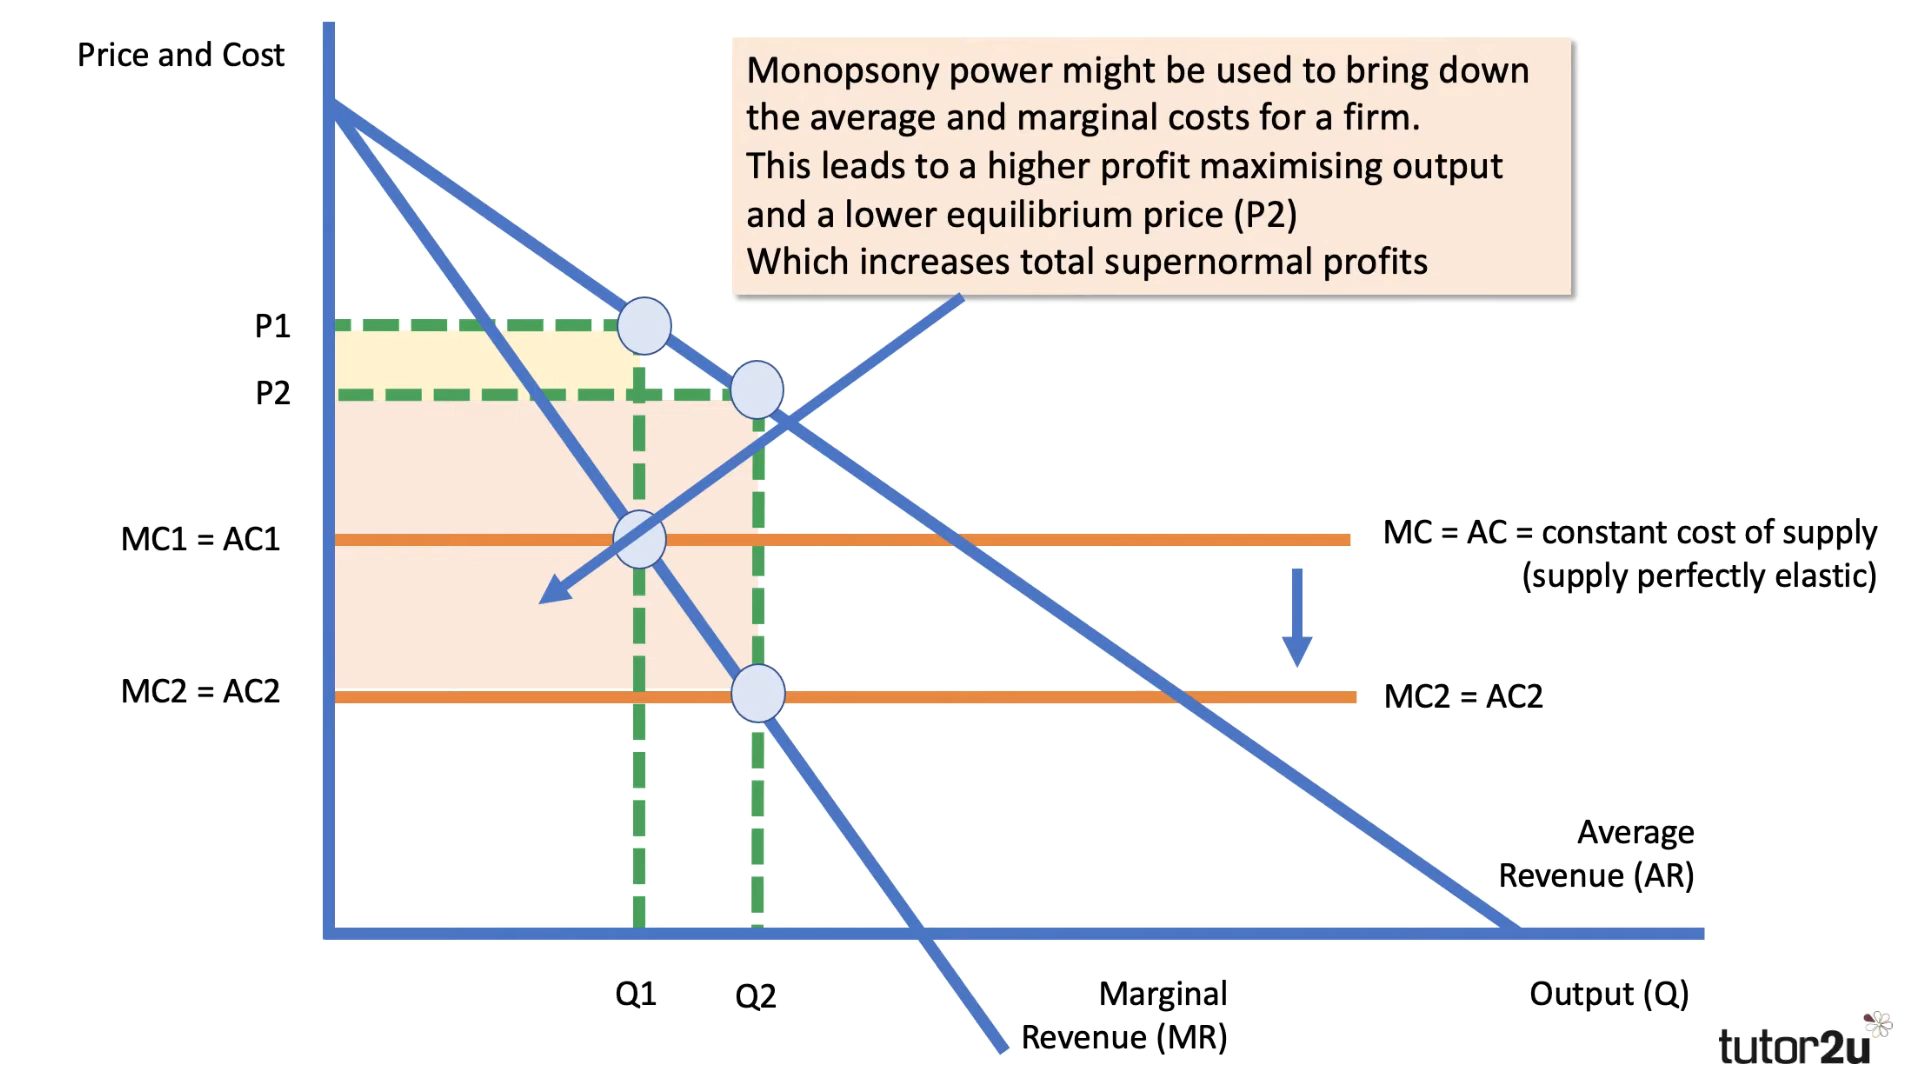 Price and Cost
Monopsony power might be used to bring down
the average and marginal costs for a firm.
This leads to a higher profit maximising output
and a lower equilibrium price (P2)
Which increases total supernormal profits
P1
P2
MC1 = AC1
MC = AC = constant cost of supply
(supply perfectly elastic)
MC2 = AC2
MC2 = AC2
Average
Revenue (AR)
Q1
Q2
Marginal
Revenue (MR)
Output (Q)
tutor2u